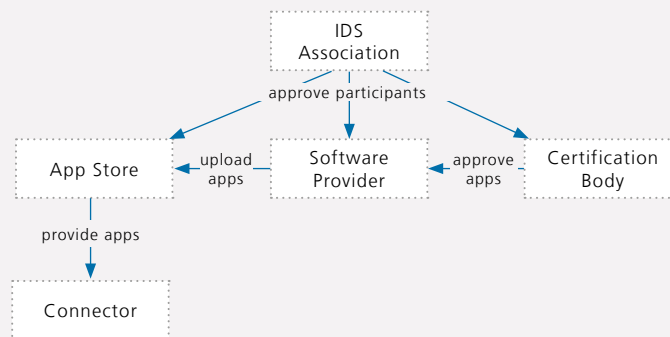 IDS
Association
approve participants
App Store
upload
apps
Software
Provider
approve
apps
Certification
Body
provide apps
Connector